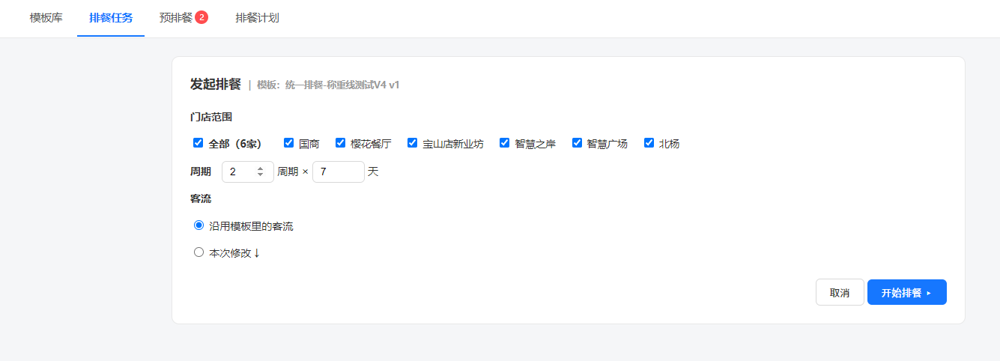 模板库 排餐任务 预排餐 2 排餐计划
发起排餐 | 模板：统一排餐-称重线测试V4 v1
门店范围
全部（6家） 国商 樱花餐厅 宝山店新业坊 智慧之岸 智慧广场 北杨
周期 2 周期 × 7 天
客流
沿用模板里的客流
本次修改↓
取消 开始排餐 ▸